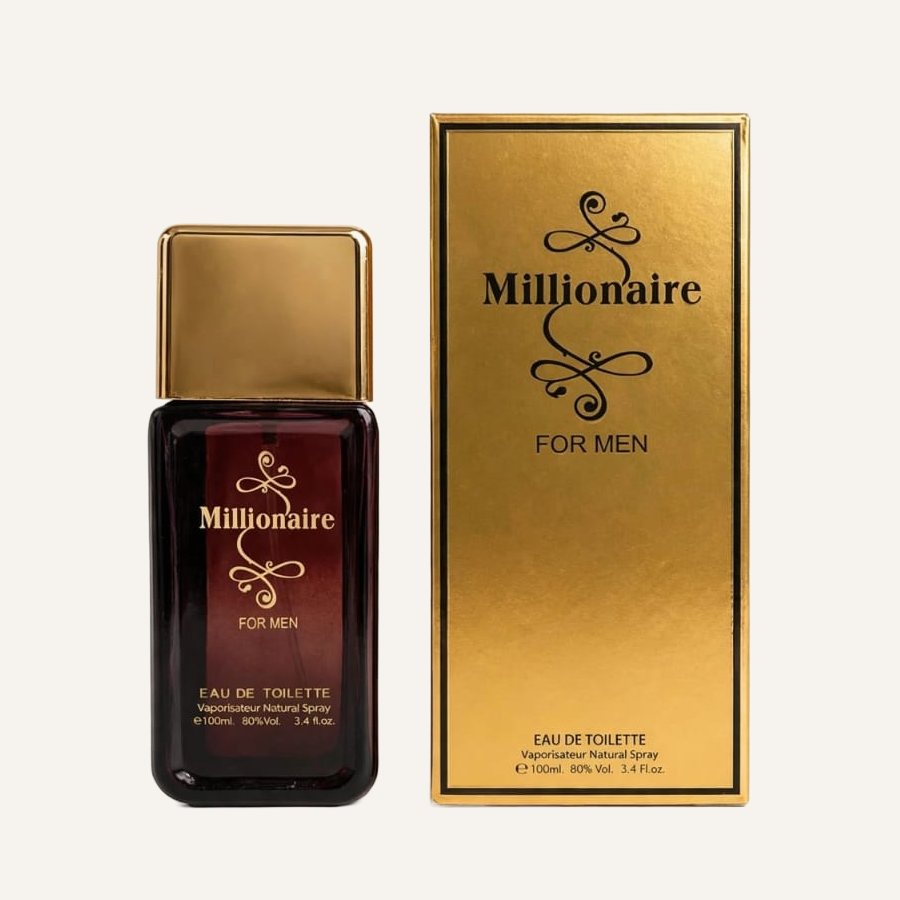 Millionaire
FOR MEN
EAU DE TOILETTE
Vaporisateur Natural Spray
℮100ml. 80%Vol. 3.4 fl.oz.
Millionaire
FOR MEN
EAU DE TOILETTE
Vaporisateur Natural Spray
℮ 100ml. 80% Vol. 3.4 Fl.oz.